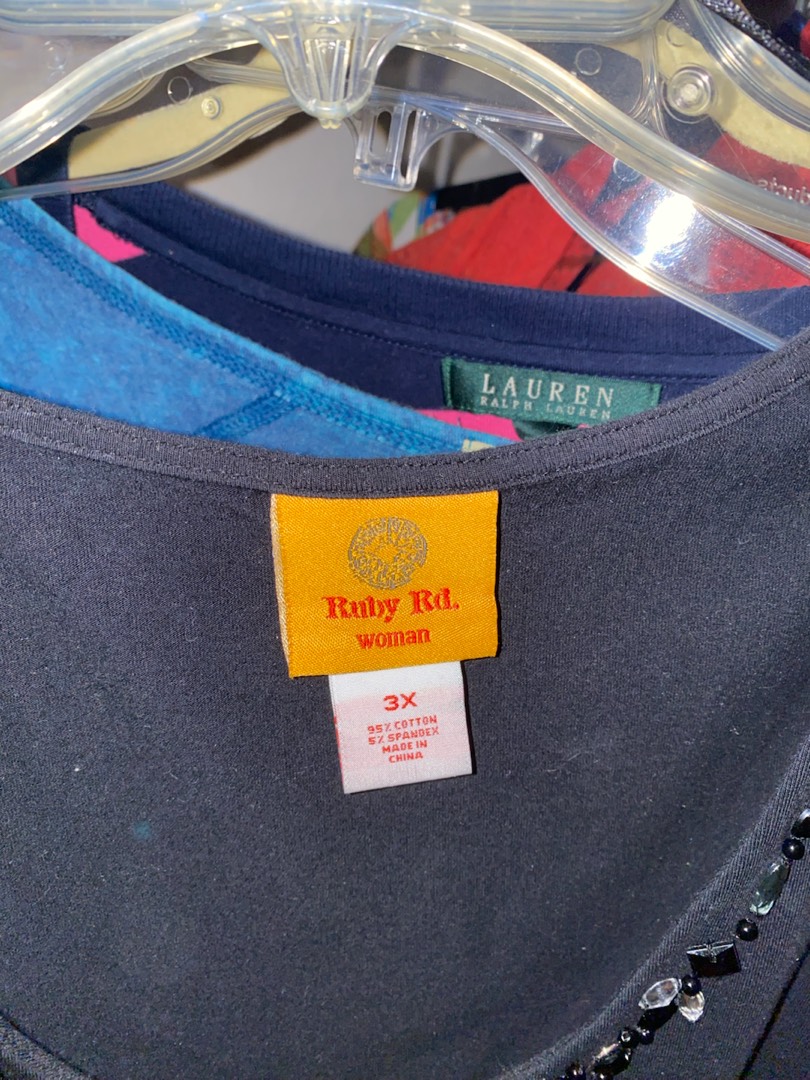 LAUREN
RALPH LAUREN
Ruby Rd.
woman
3X
95% COTTON
5% SPANDEX
MADE IN
CHINA